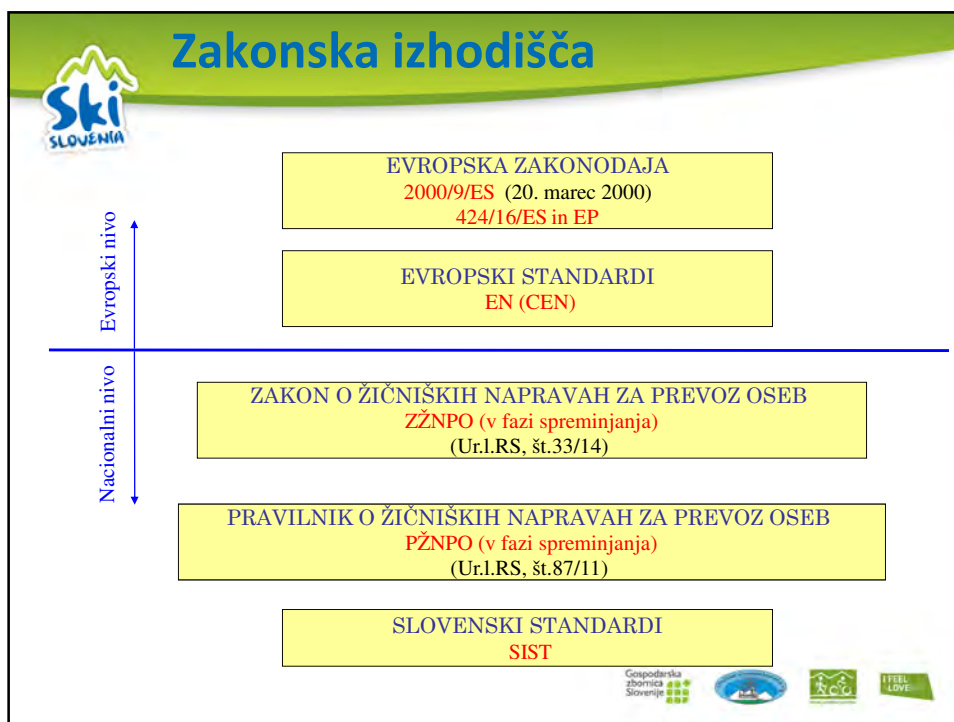 Zakonska izhodišča
Ski
SLOVENIA
EVROPSKA ZAKONODAJA
2000/9/ES (20. marec 2000)
424/16/ES in EP
Evropski nivo
EVROPSKI STANDARDI
EN (CEN)
Nacionalni nivo
ZAKON O ŽIČNIŠKIH NAPRAVAH ZA PREVOZ OSEB
ZŽNPO (v fazi spreminjanja)
(Ur.l.RS, št.33/14)
PRAVILNIK O ŽIČNIŠKIH NAPRAVAH ZA PREVOZ OSEB
PŽNPO (v fazi spreminjanja)
(Ur.l.RS, št.87/11)
SLOVENSKI STANDARDI
SIST
Gospodarska
zbornica
Slovenije
I FEEL
LOVE